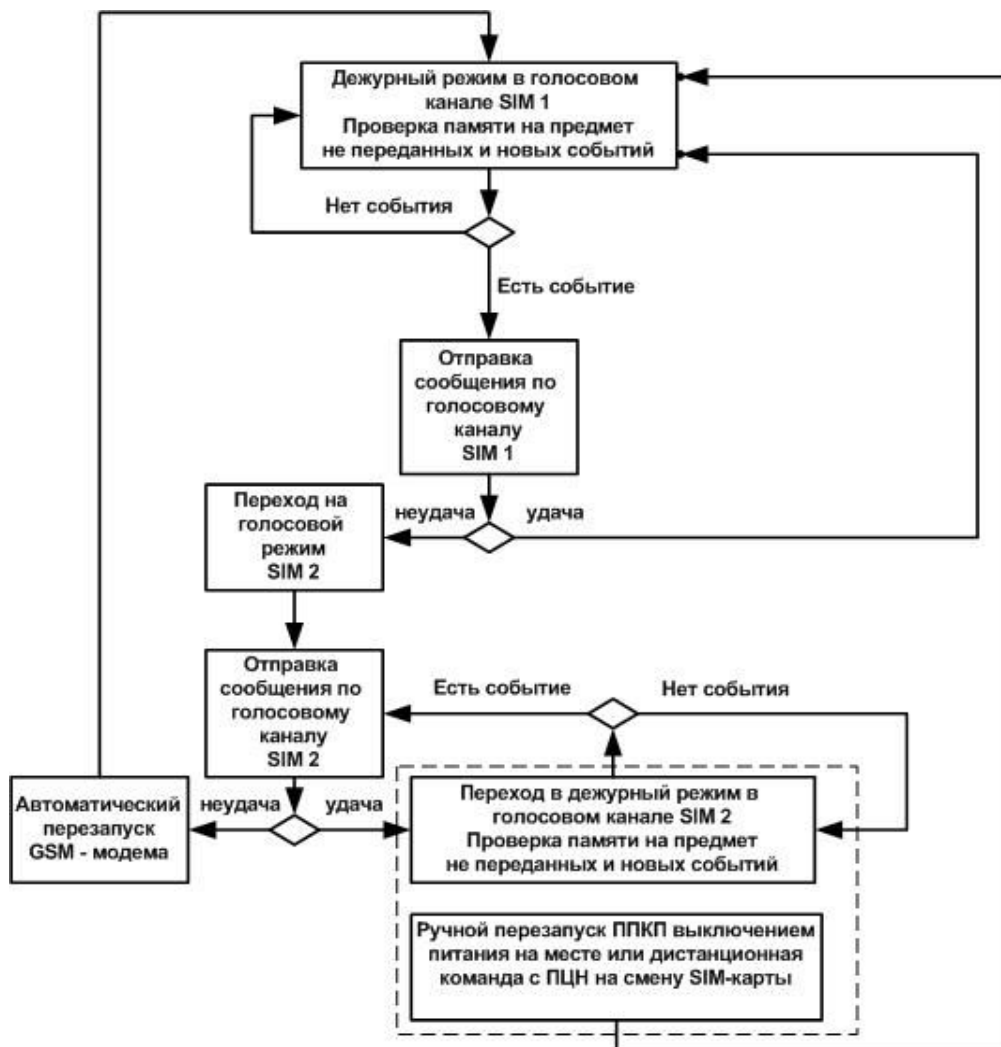 Дежурный режим в голосовом
канале SIM 1
Проверка памяти на предмет
не переданных и новых событий
Нет события
Есть событие
Отправка
сообщения по
голосовому
каналу
SIM 1
неудача
удача
Переход на
голосовой
режим
SIM 2
Отправка
сообщения по
голосовому
каналу
SIM 2
Есть событие
Нет события
неудача
удача
Автоматический
перезапуск
GSM - модема
Переход в дежурный режим в
голосовом канале SIM 2
Проверка памяти на предмет
не переданных и новых событий
Ручной перезапуск ППКП выключением
питания на месте или дистанционная
команда с ПЦН на смену SIM-карты